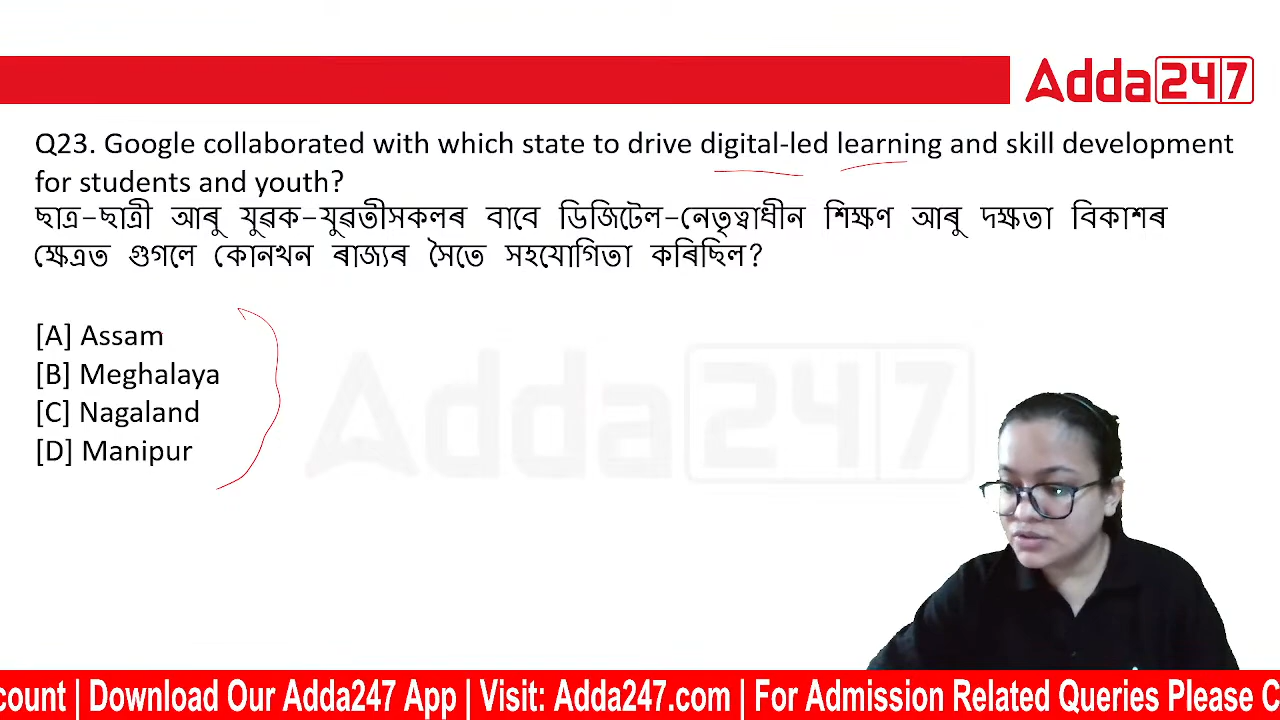 Adda247
Q23. Google collaborated with which state to drive digital-led learning and skill development
for students and youth?
ছাত্ৰ-ছাত্ৰী আৰু যুৱক-যুৱতীসকলৰ বাবে ডিজিটেল-নেতৃত্বাধীন শিক্ষণ আৰু দক্ষতা বিকাশৰ
ক্ষেত্ৰত গুগলে কোনখন ৰাজ্যৰ সৈতে সহযোগিতা কৰিছিল?
[A] Assam
[B] Meghalaya
[C] Nagaland
[D] Manipur
Adda247
count | Download Our Adda247 App | Visit: Adda247.com | For Admission Related Queries Please C